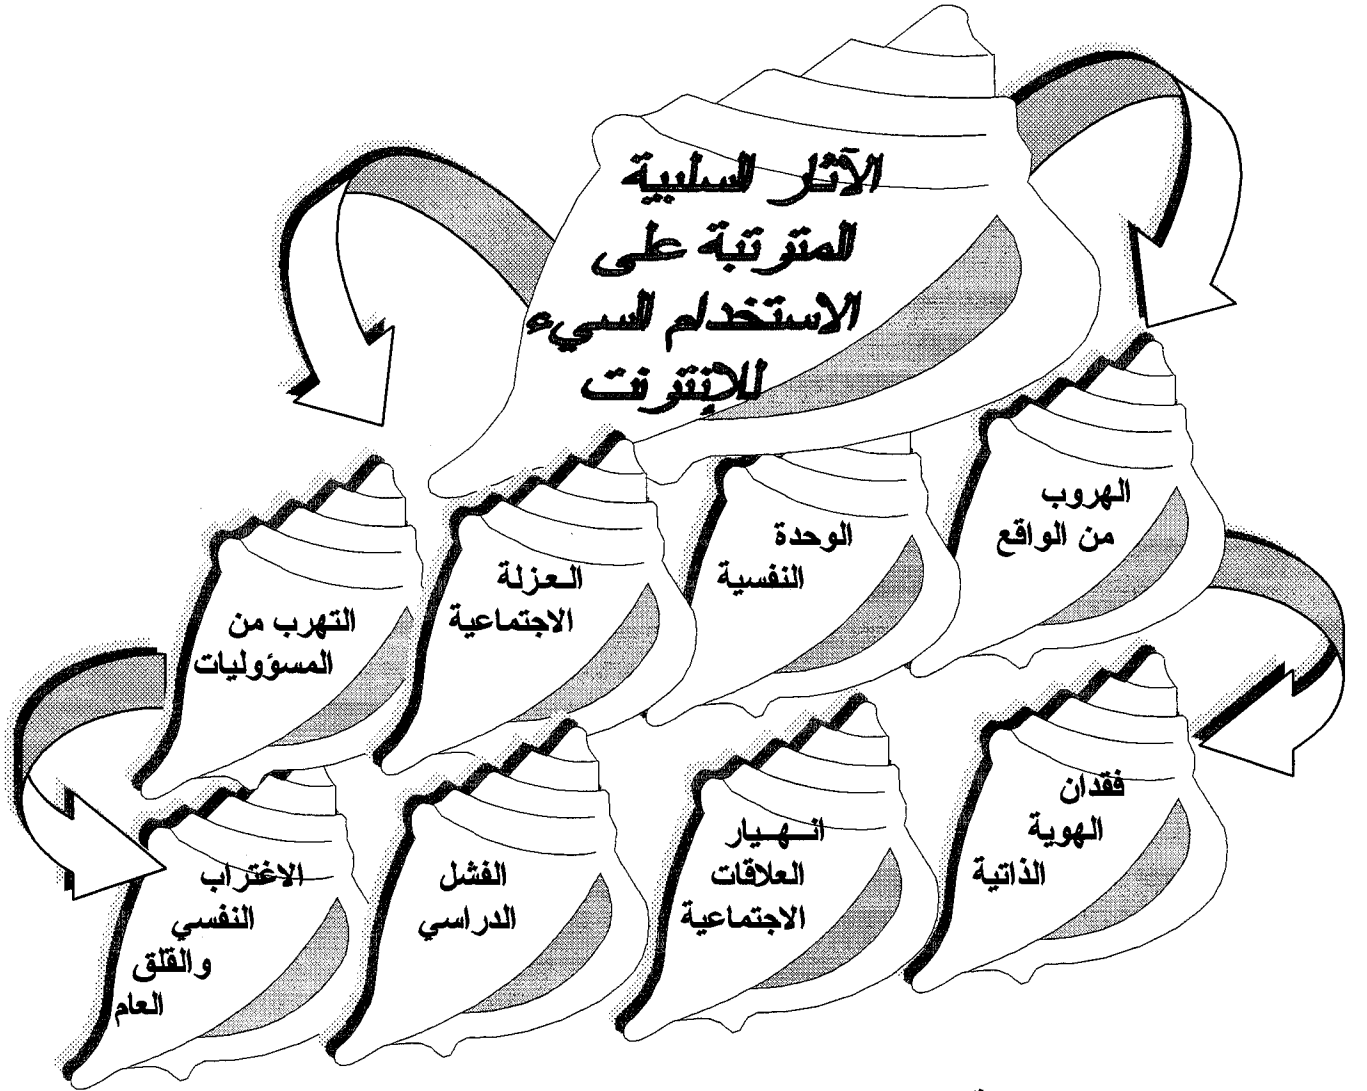 الآثار السلبية
المترتبة على
الاستخدام السيء
للإنترنت
الهروب
من الواقع
الوحدة
النفسية
العزلة
الاجتماعية
التهرب من
المسؤوليات
فقدان
الهوية
الذاتية
انهيار
العلاقات
الاجتماعية
الفشل
الدراسي
الاغتراب
النفسي
والقلق
العام